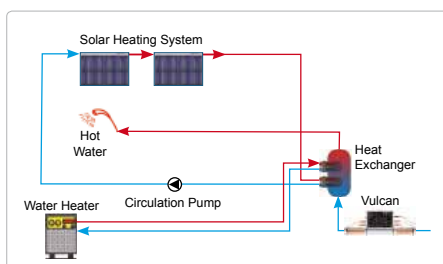 Solar Heating System
Hot
Water
Heat
Exchanger
Circulation Pump
Water Heater
Vulcan